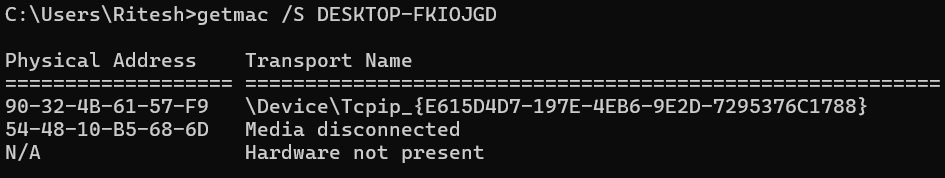 C:\Users\Ritesh>getmac /S DESKTOP-FKIOJGD
Physical Address    Transport Name
=================== ==========================================================
90-32-4B-61-57-F9   \Device\Tcpip_{E615D4D7-197E-4EB6-9E2D-7295376C1788}
54-48-10-B5-68-6D   Media disconnected
N/A                 Hardware not present